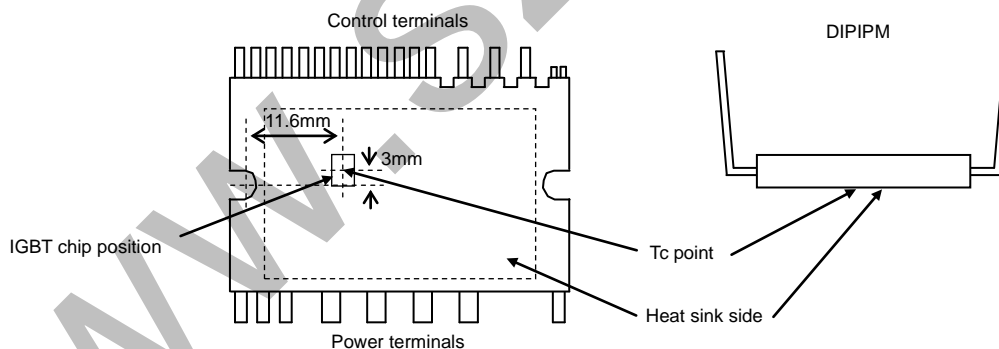 Control terminals
DIPIPM
11.6mm
3mm
IGBT chip position
Tc point
Heat sink side
Power terminals